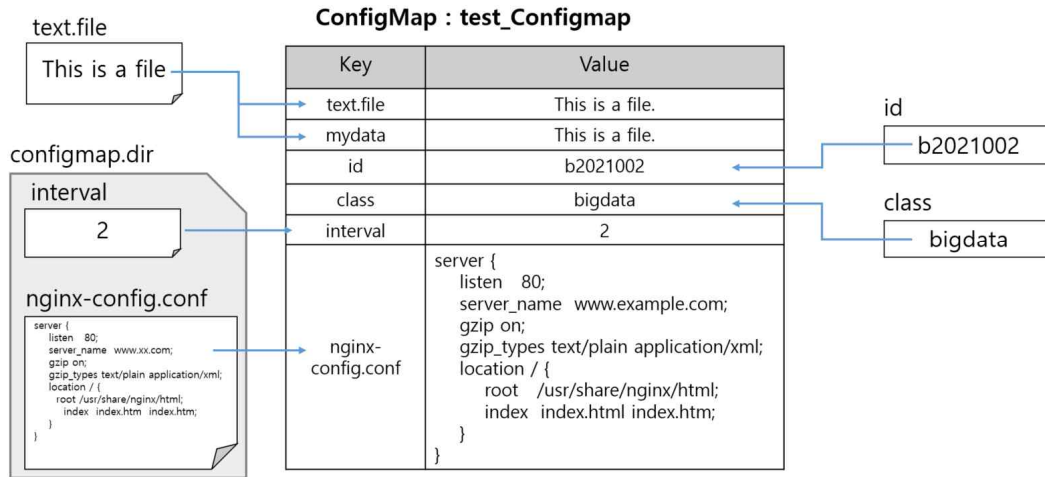 ConfigMap : test_Configmap
text.file
This is a file
configmap.dir
interval
2
nginx-config.conf
server {
listen 80;
server_name www.xx.com;
gzip on;
gzip_types text/plain application/xml;
location / {
root /usr/share/nginx/html;
index index.htm index.htm;
}
}
Key Value
text.file This is a file.
mydata This is a file.
id b2021002
class bigdata
interval 2
nginx-
config.conf
server {
listen 80;
server_name www.example.com;
gzip on;
gzip_types text/plain application/xml;
location / {
root /usr/share/nginx/html;
index index.html index.htm;
}
}
id
b2021002
class
bigdata